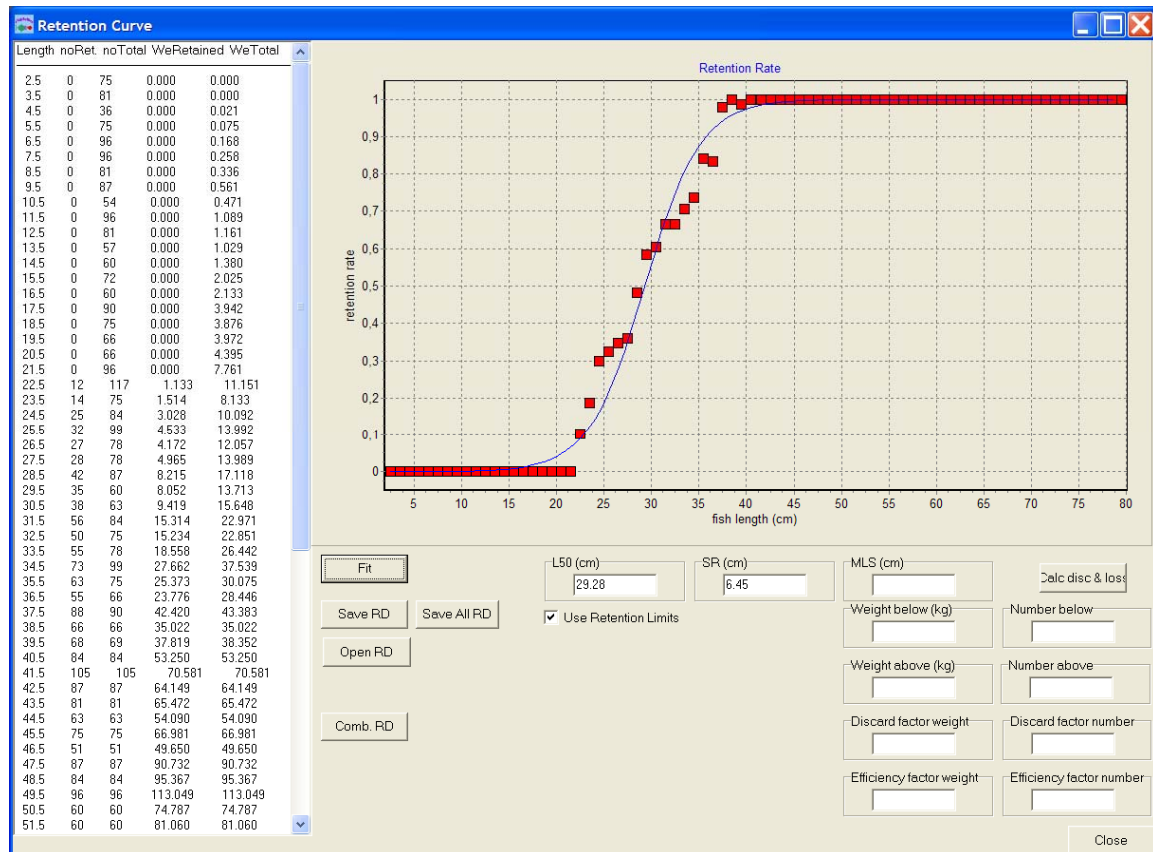 Retention Curve
Length noRet. noTotal WeRetained WeTotal
2.5 0 75 0.000 0.000
3.5 0 81 0.000 0.000
4.5 0 36 0.000 0.021
5.5 0 75 0.000 0.075
6.5 0 96 0.000 0.168
7.5 0 96 0.000 0.258
8.5 0 81 0.000 0.336
9.5 0 87 0.000 0.561
10.5 0 54 0.000 0.471
11.5 0 96 0.000 1.089
12.5 0 81 0.000 1.161
13.5 0 57 0.000 1.029
14.5 0 60 0.000 1.380
15.5 0 72 0.000 2.025
16.5 0 60 0.000 2.133
17.5 0 90 0.000 3.942
18.5 0 75 0.000 3.876
19.5 0 66 0.000 3.972
20.5 0 66 0.000 4.395
21.5 0 96 0.000 7.761
22.5 12 117 1.133 11.151
23.5 14 75 1.514 8.133
24.5 25 84 3.028 10.092
25.5 32 99 4.533 13.992
26.5 27 78 4.172 12.057
27.5 28 78 4.965 13.989
28.5 42 87 8.215 17.118
29.5 35 60 8.052 13.713
30.5 38 63 9.419 15.648
31.5 56 84 15.314 22.971
32.5 50 75 15.234 22.851
33.5 55 78 18.558 26.442
34.5 73 99 27.662 37.539
35.5 63 75 25.373 30.075
36.5 55 66 23.776 28.446
37.5 88 90 42.420 43.383
38.5 66 66 35.022 35.022
39.5 68 69 37.819 38.352
40.5 84 84 53.250 53.250
41.5 105 105 70.581 70.581
42.5 87 87 64.149 64.149
43.5 81 81 65.472 65.472
44.5 63 63 54.090 54.090
45.5 75 75 66.981 66.981
46.5 51 51 49.650 49.650
47.5 87 87 90.732 90.732
48.5 84 84 95.367 95.367
49.5 96 96 113.049 113.049
50.5 60 60 74.787 74.787
51.5 60 60 81.060 81.060
Retention Rate
1
0,9
0,8
0,7
0,6
0,5
0,4
0,3
0,2
0,1
0
retention rate
5 10 15 20 25 30 35 40 45 50 55 60 65 70 75 80
fish length (cm)
Fit
Save RD
Save All RD
Open RD
Comb. RD
L50 (cm)
29.28
SR (cm)
6.45
Use Retention Limits
MLS (cm)
Calc disc & loss
Weight below (kg)
Number below
Weight above (kg)
Number above
Discard factor weight
Discard factor number
Efficiency factor weight
Efficiency factor number
Close